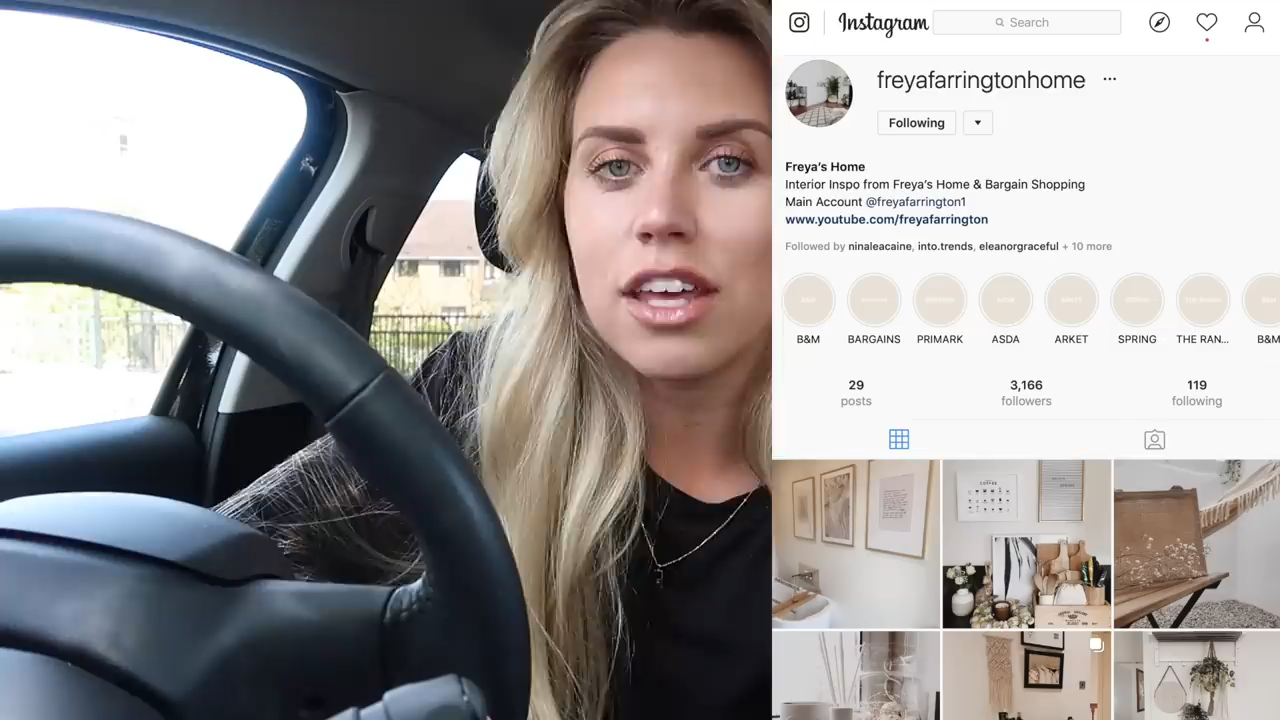 Instagram
Search
freyafarringtonhome
Following
Freya's Home
Interior Inspo from Freya's Home & Bargain Shopping
Main Account @freyafarrington1
www.youtube.com/freyafarrington
Followed by ninaleacaine, into.trends, eleanorgraceful + 10 more
B&M
BARGAINS
PRIMARK
ASDA
ARKET
SPRING
THE RAN...
B&M
29
posts
3,166
followers
119
following
COFFEE